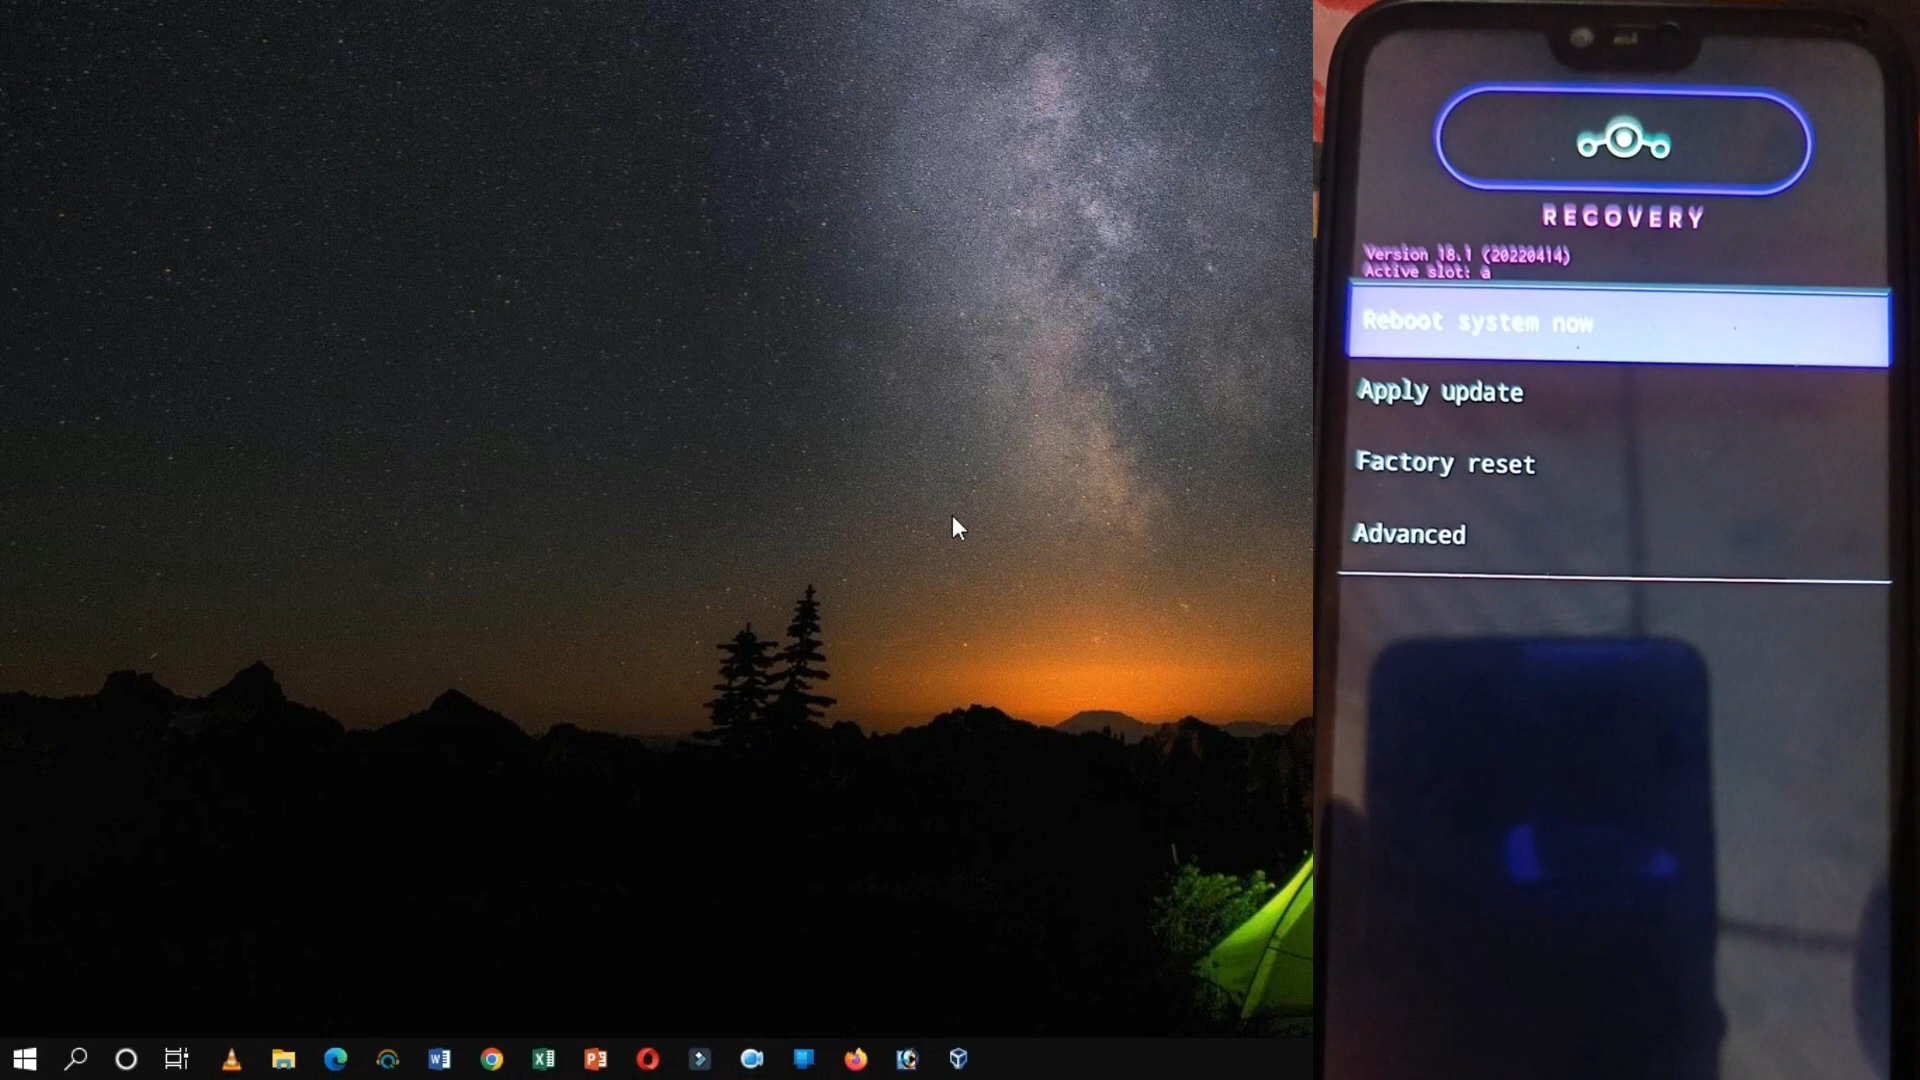 RECOVERY
Version 18.1 (20220414)
Active slot: a
Reboot system now
Apply update
Factory reset
Advanced